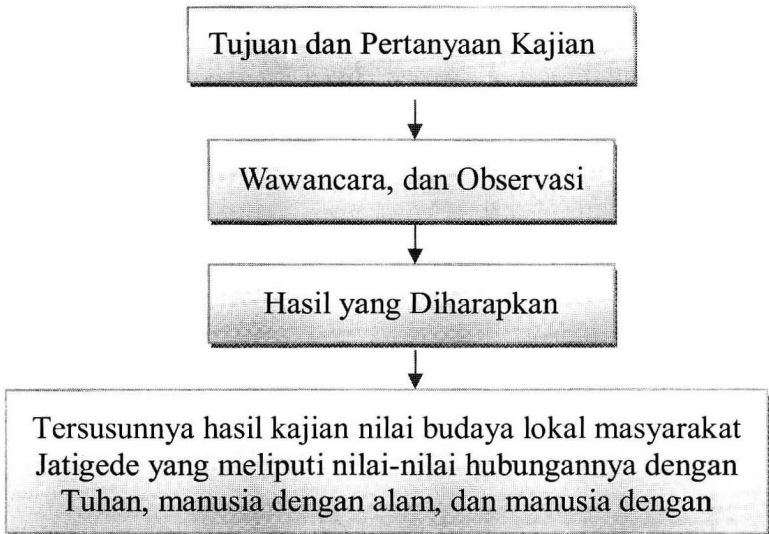 Tujuan dan Pertanyaan Kajian
Wawancara, dan Observasi
Hasil yang Diharapkan
Tersusunnya hasil kajian nilai budaya lokal masyarakat
Jatigede yang meliputi nilai-nilai hubungannya dengan
Tuhan, manusia dengan alam, dan manusia dengan